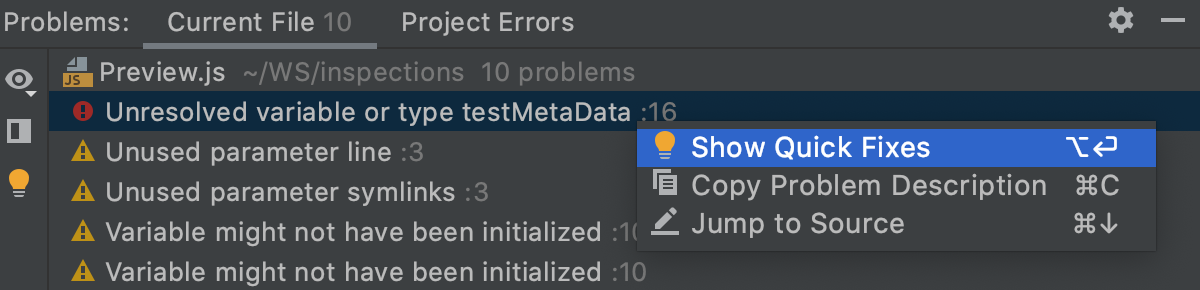 Problems: Current File 10 Project Errors
JS Preview.js ~/WS/inspections 10 problems
Unresolved variable or type testMetaData :16
Unused parameter line :3
Show Quick Fixes ⌥↩
Unused parameter symlinks :3
Copy Problem Description ⌘C
Variable might not have been initialized :10
Jump to Source ⌘↓
Variable might not have been initialized :10